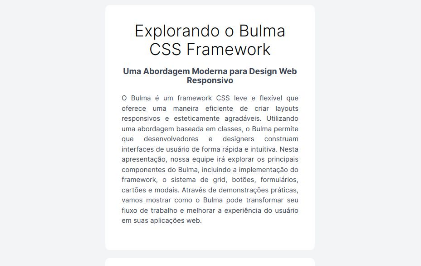 Explorando o Bulma
CSS Framework
Uma Abordagem Moderna para Design Web
Responsivo
O Bulma é um framework CSS leve e flexível que
oferece uma maneira eficiente de criar layouts
responsivos e esteticamente agradáveis. Utilizando
uma abordagem baseada em classes, o Bulma permite
que desenvolvedores e designers construam
interfaces de usuário de forma rápida e intuitiva. Nesta
apresentação, nossa equipe irá explorar os principais
componentes do Bulma, incluindo a implementação do
framework, o sistema de grid, botões, formulários,
cartões e modais. Através de demonstrações práticas,
vamos mostrar como o Bulma pode transformar seu
fluxo de trabalho e melhorar a experiência do usuário
em suas aplicações web.